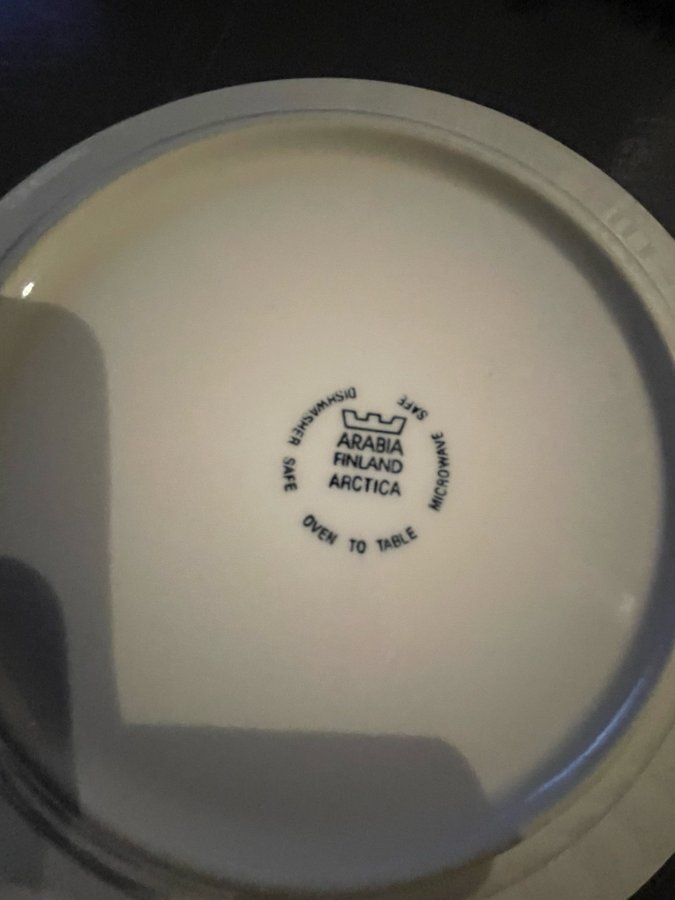 ARABIA
FINLAND
ARCTICA
DISHWASHER SAFE
MICROWAVE SAFE
OVEN TO TABLE